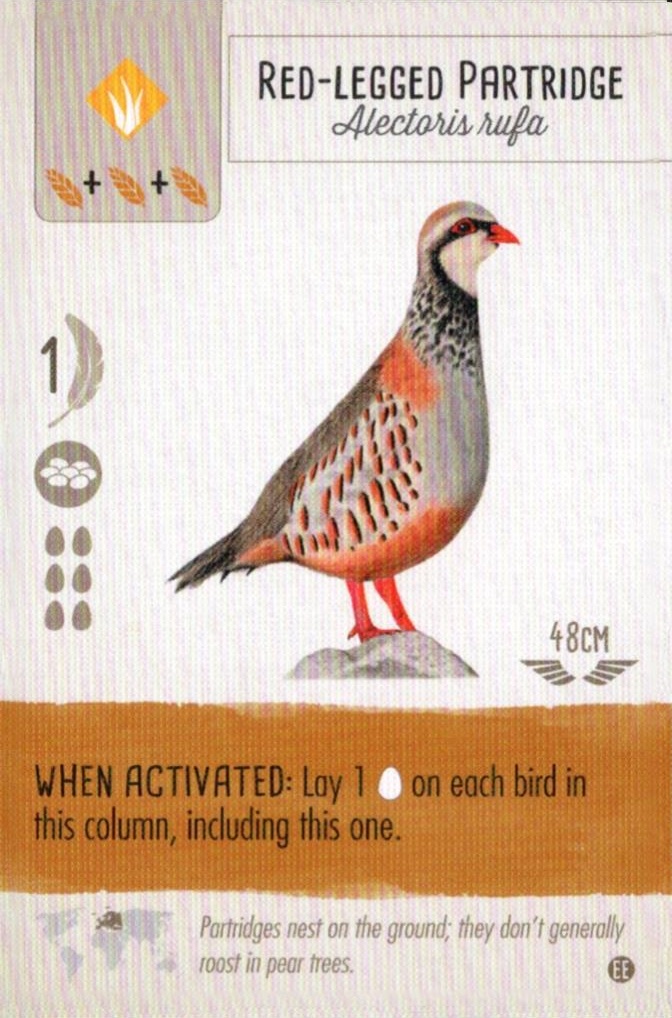 RED-LEGGED PARTRIDGE
Alectoris rufa
+ +
1
48CM
WHEN ACTIVATED: Lay 1 on each bird in
this column, including this one.
Partridges nest on the ground; they don't generally
roost in pear trees.
EE